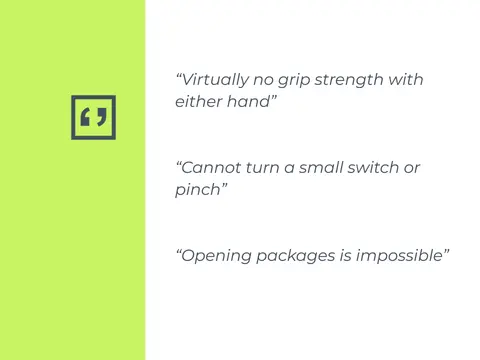 “Virtually no grip strength with
either hand”
“Cannot turn a small switch or
pinch”
“Opening packages is impossible”